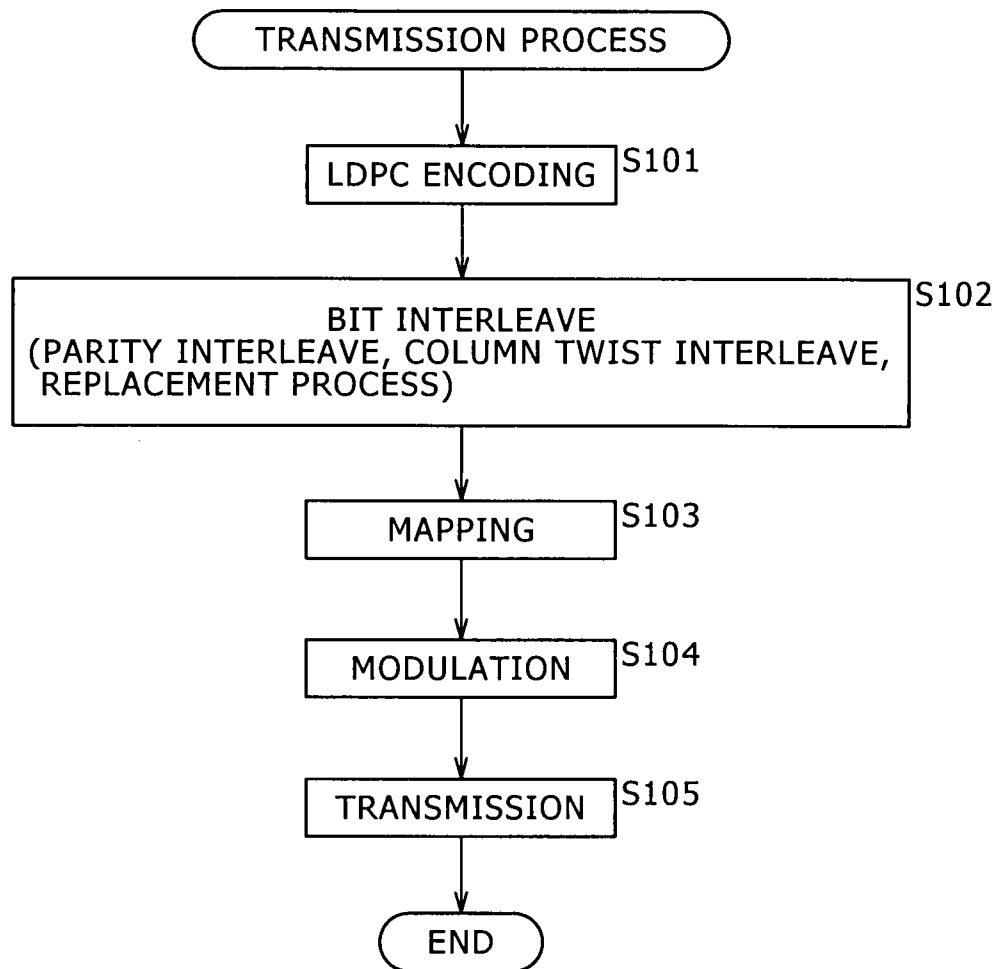 TRANSMISSION PROCESS
LDPC ENCODING
S101
BIT INTERLEAVE
(PARITY INTERLEAVE, COLUMN TWIST INTERLEAVE,
REPLACEMENT PROCESS)
S102
MAPPING
S103
MODULATION
S104
TRANSMISSION
S105
END